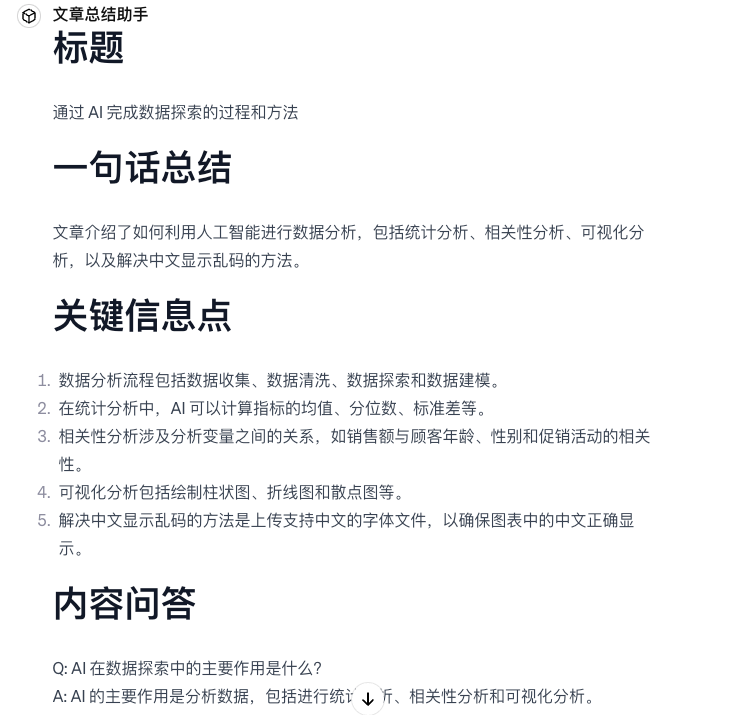 文章总结助手
标题
通过 AI 完成数据探索的过程和方法
一句话总结
文章介绍了如何利用人工智能进行数据分析，包括统计分析、相关性分析、可视化分
析，以及解决中文显示乱码的方法。
关键信息点
1. 数据分析流程包括数据收集、数据清洗、数据探索和数据建模。
2. 在统计分析中，AI 可以计算指标的均值、分位数、标准差等。
3. 相关性分析涉及分析变量之间的关系，如销售额与顾客年龄、性别和促销活动的相关
性。
4. 可视化分析包括绘制柱状图、折线图和散点图等。
5. 解决中文显示乱码的方法是上传支持中文的字体文件，以确保图表中的中文正确显
示。
内容问答
Q: AI 在数据探索中的主要作用是什么？
A: AI 的主要作用是分析数据，包括进行统 析、相关性分析和可视化分析。